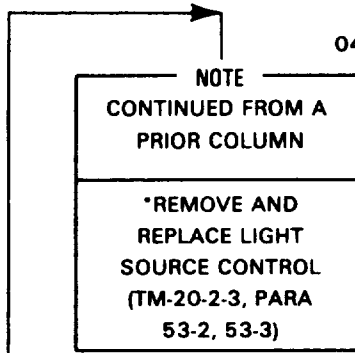 04
NOTE
CONTINUED FROM A
PRIOR COLUMN
*REMOVE AND
REPLACE LIGHT
SOURCE CONTROL
(TM-20-2-3, PARA
53-2, 53-3)